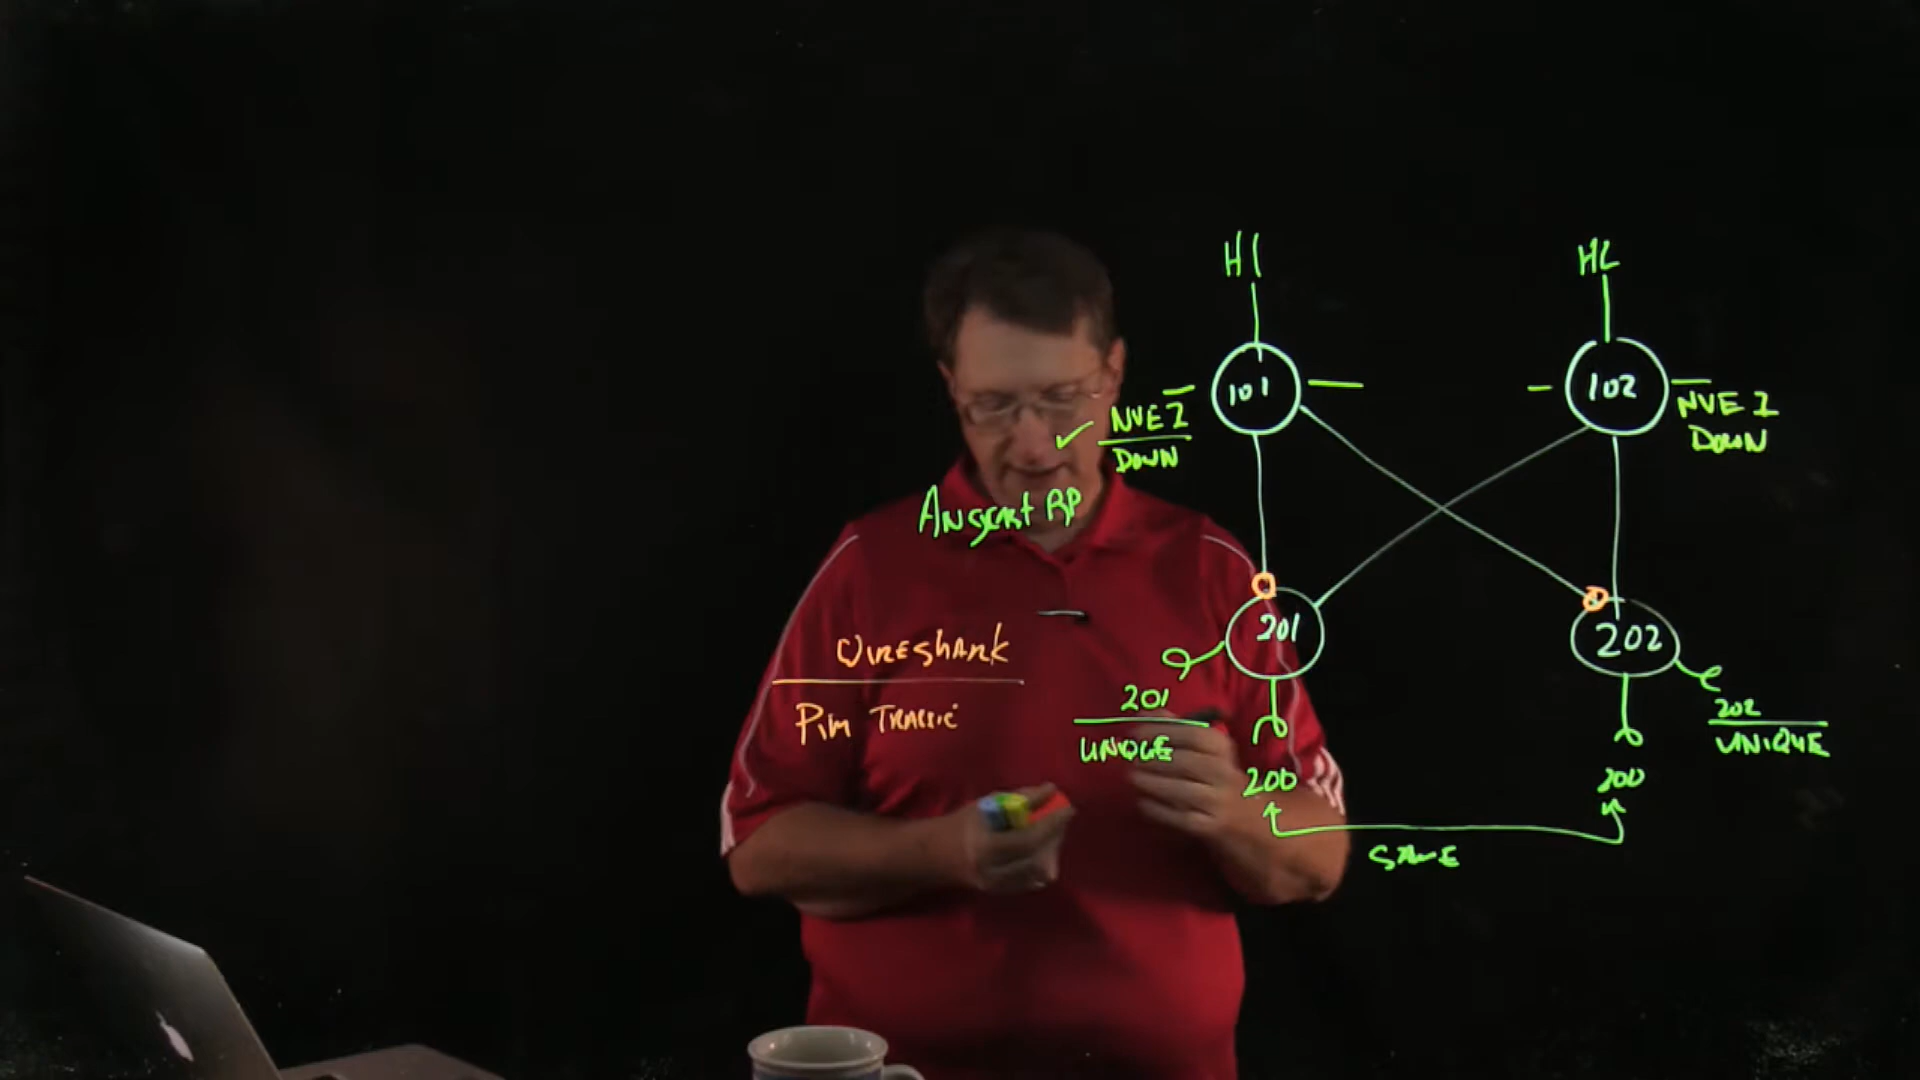 H1
H2
101
102
NVE 1
DOWN
NVE 1
DOWN
Anycast RP
WIRESHARK
PIM TRAFFIC
201
202
201
UNIQUE
202
UNIQUE
200
200
SAME